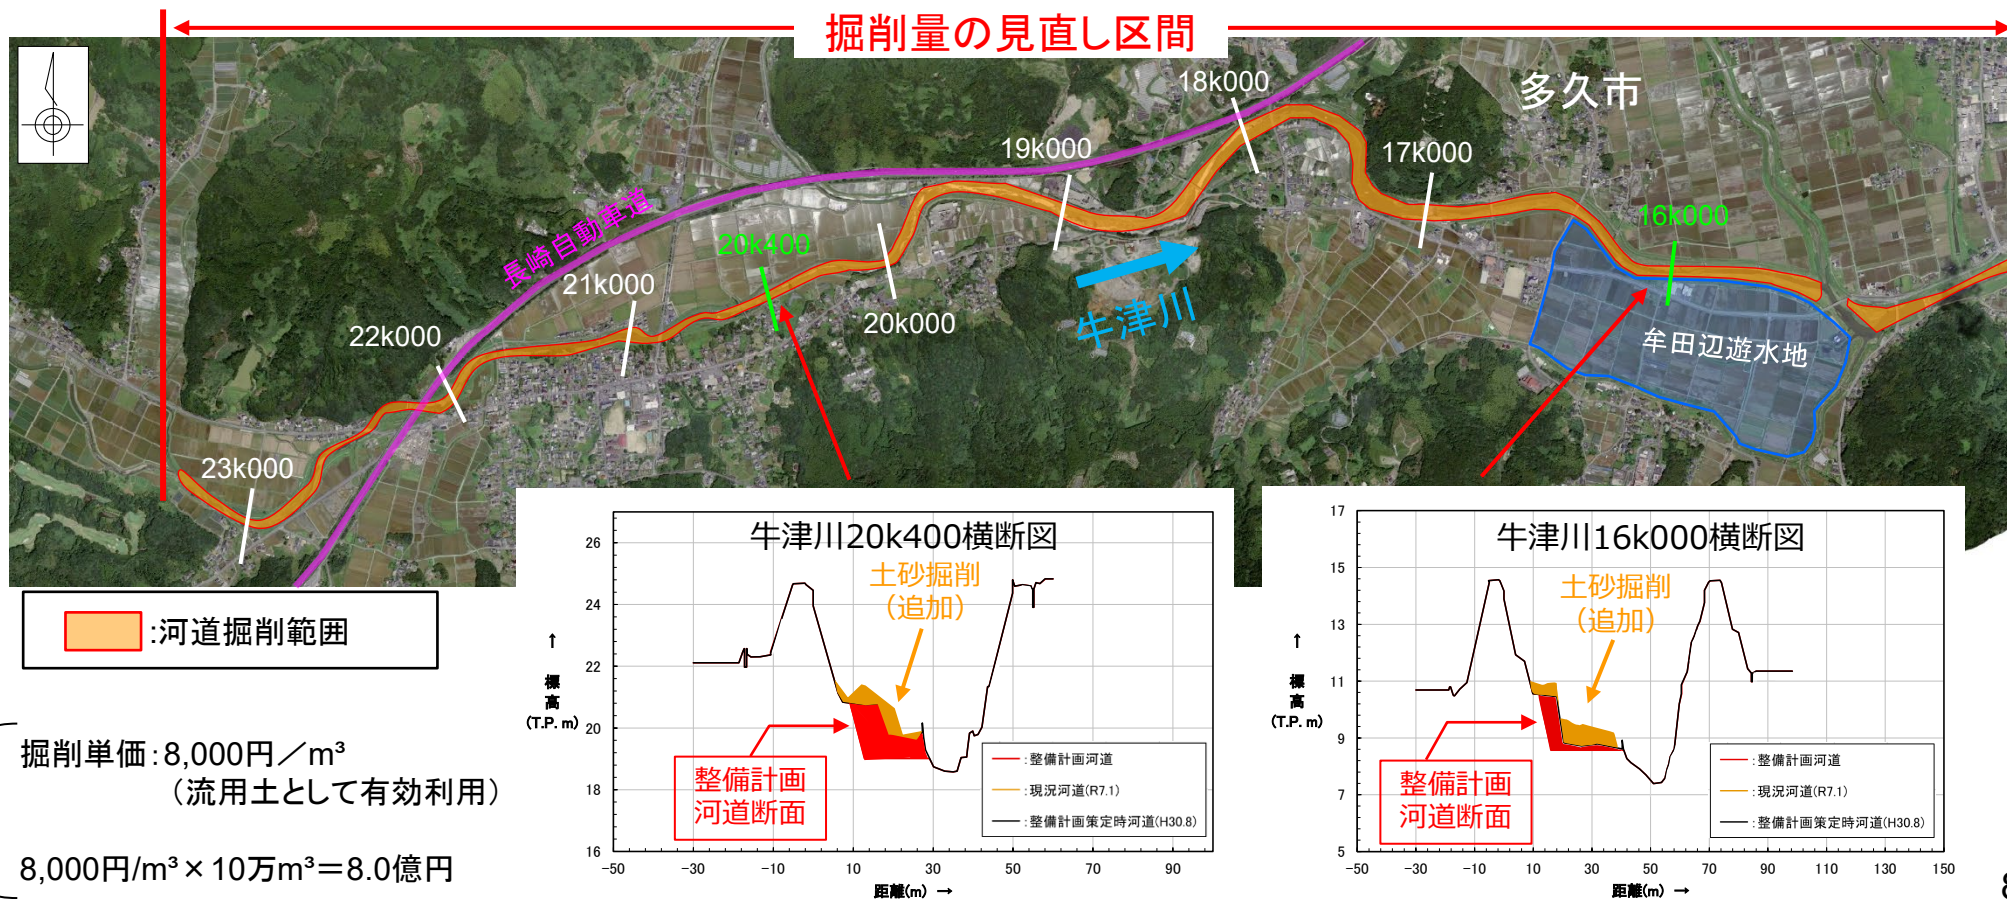 掘削量の見直し区間
多久市
18k000
19k000
17k000
16k000
長崎自動車道
20k400
21k000
牛津川
20k000
22k000
牟田辺遊水地
23k000
:河道掘削範囲
掘削単価：8,000円／m³
（流用土として有効利用）
8,000円/m³×10万m³＝8.0億円
牛津川20k400横断図
土砂掘削
（追加）
整備計画
河道断面
↑
標
高
(T.P. m)
26
24
22
20
18
16
-50
-30
-10
10
30
50
70
90
距離(m) →
:整備計画河道
:現況河道(R7.1)
:整備計画策定時河道(H30.8)
牛津川16k000横断図
土砂掘削
（追加）
整備計画
河道断面
↑
標
高
(T.P. m)
17
15
13
11
9
7
5
-50
-30
-10
10
30
50
70
90
110
130
150
距離(m) →
:整備計画河道
:現況河道(R7.1)
:整備計画策定時河道(H30.8)